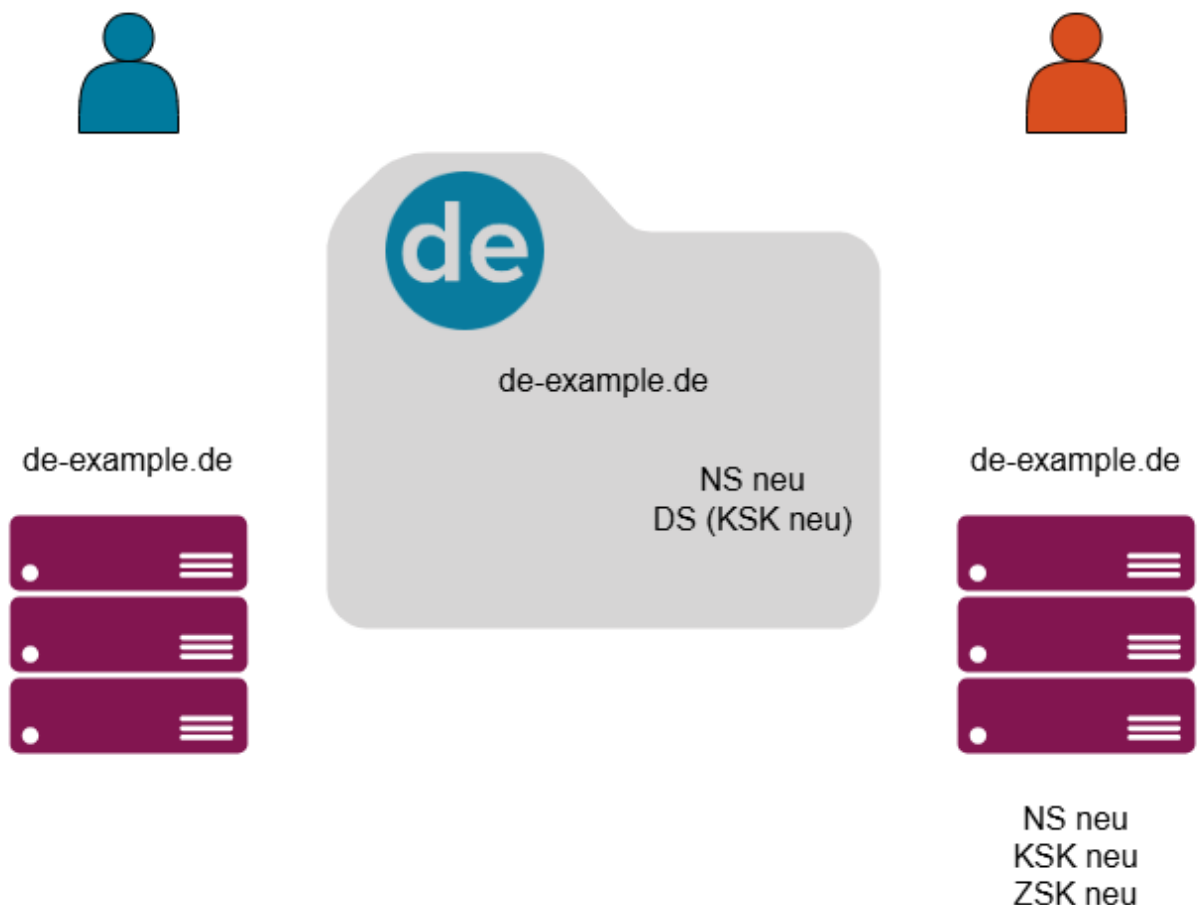 de
de-example.de
de-example.de
de-example.de
NS neu
DS (KSK neu)
NS neu
KSK neu
ZSK neu